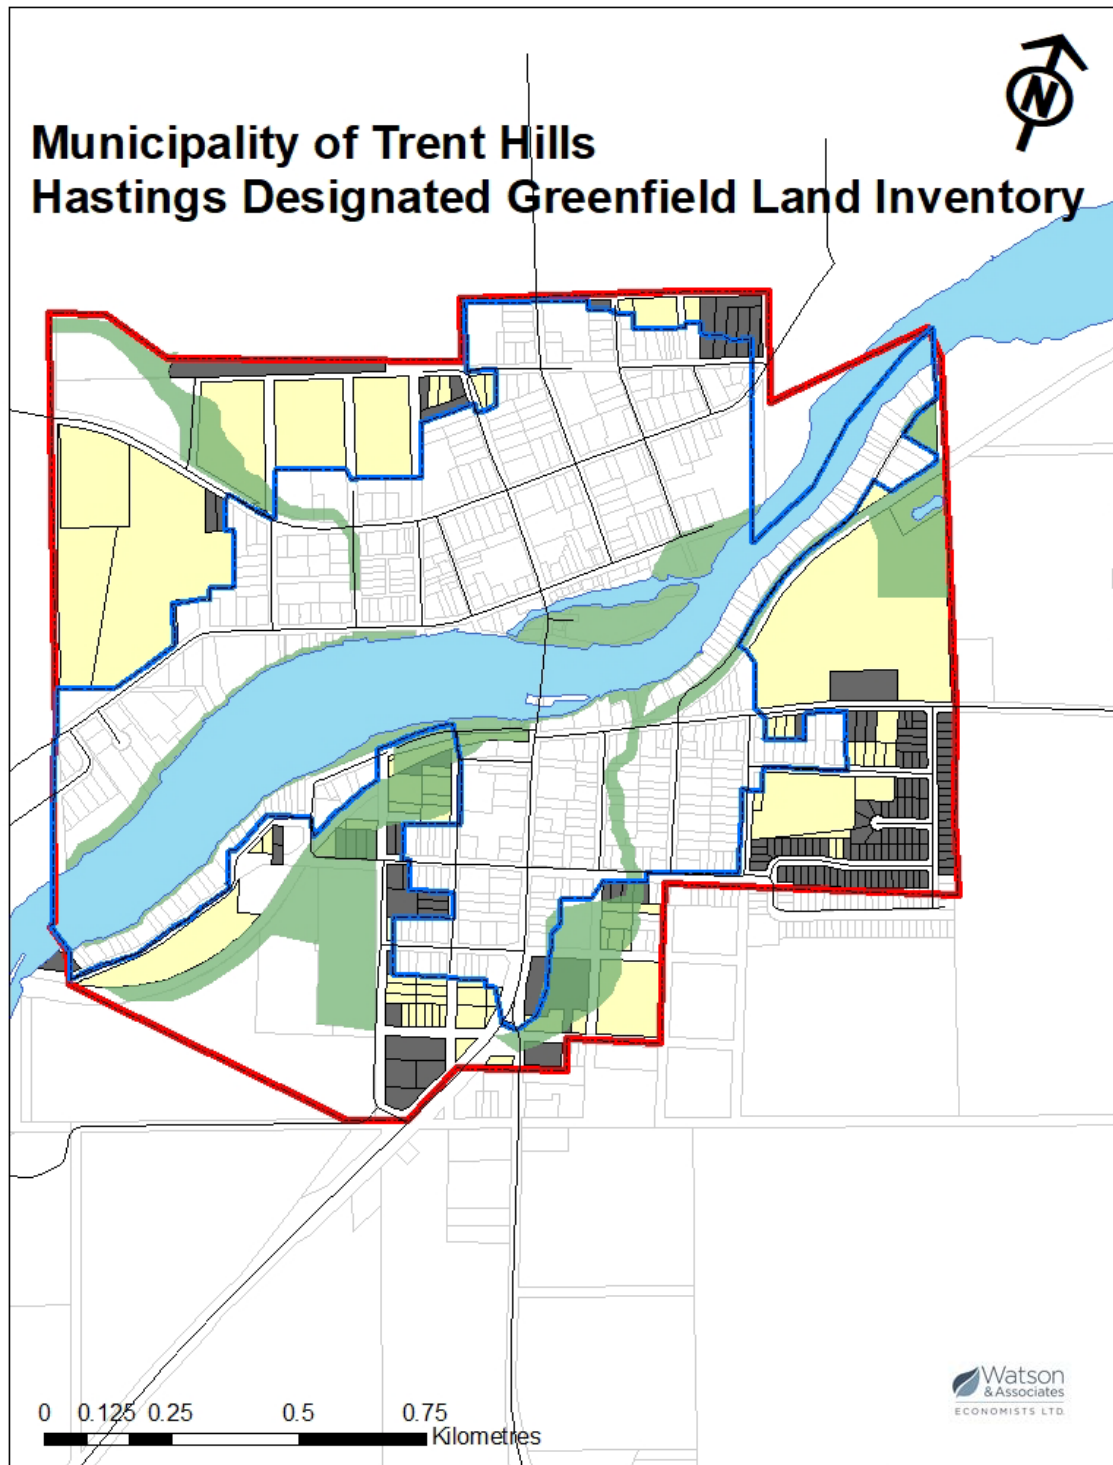 N
Municipality of Trent Hills
Hastings Designated Greenfield Land Inventory
Watson
& Associates
ECONOMISTS LTD.
0 0.125 0.25 0.5 0.75
Kilometres